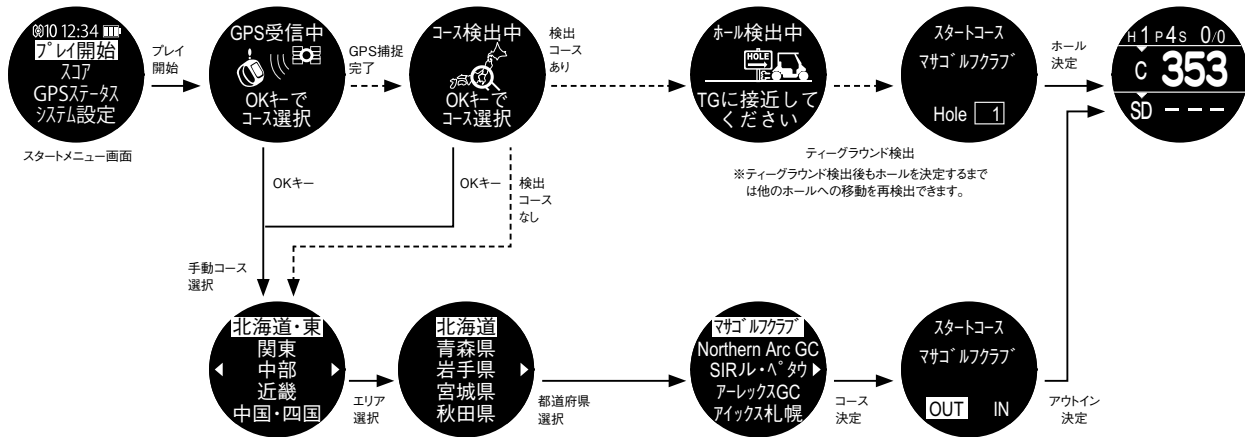 10 12:34
プレイ開始
スコア
GPSステータス
システム設定
スタートメニュー画面
プレイ
開始
GPS受信中
OKキーで
コース選択
GPS捕捉
完了
コース検出中
OKキーで
コース選択
検出
コース
あり
ホール検出中
HOLE
TGに接近して
ください
スタートコース
マサゴルフクラブ
Hole 1
ホール
決定
H1 P4S 0/0
C 353
SD ---
ティーグラウンド検出
※ティーグラウンド検出後もホールを決定するまで
は他のホールへの移動を再検出できます。
OKキー
OKキー
検出
コース
なし
手動コース
選択
北海道・東
関東
中部
近畿
中国・四国
エリア
選択
北海道
青森県
岩手県
宮城県
秋田県
都道府県
選択
マサゴルフクラブ
Northern Arc GC
SIRル・ペタウ
アーレックスGC
アイックス札幌
コース
決定
スタートコース
マサゴルフクラブ
OUT IN
アウトイン
決定